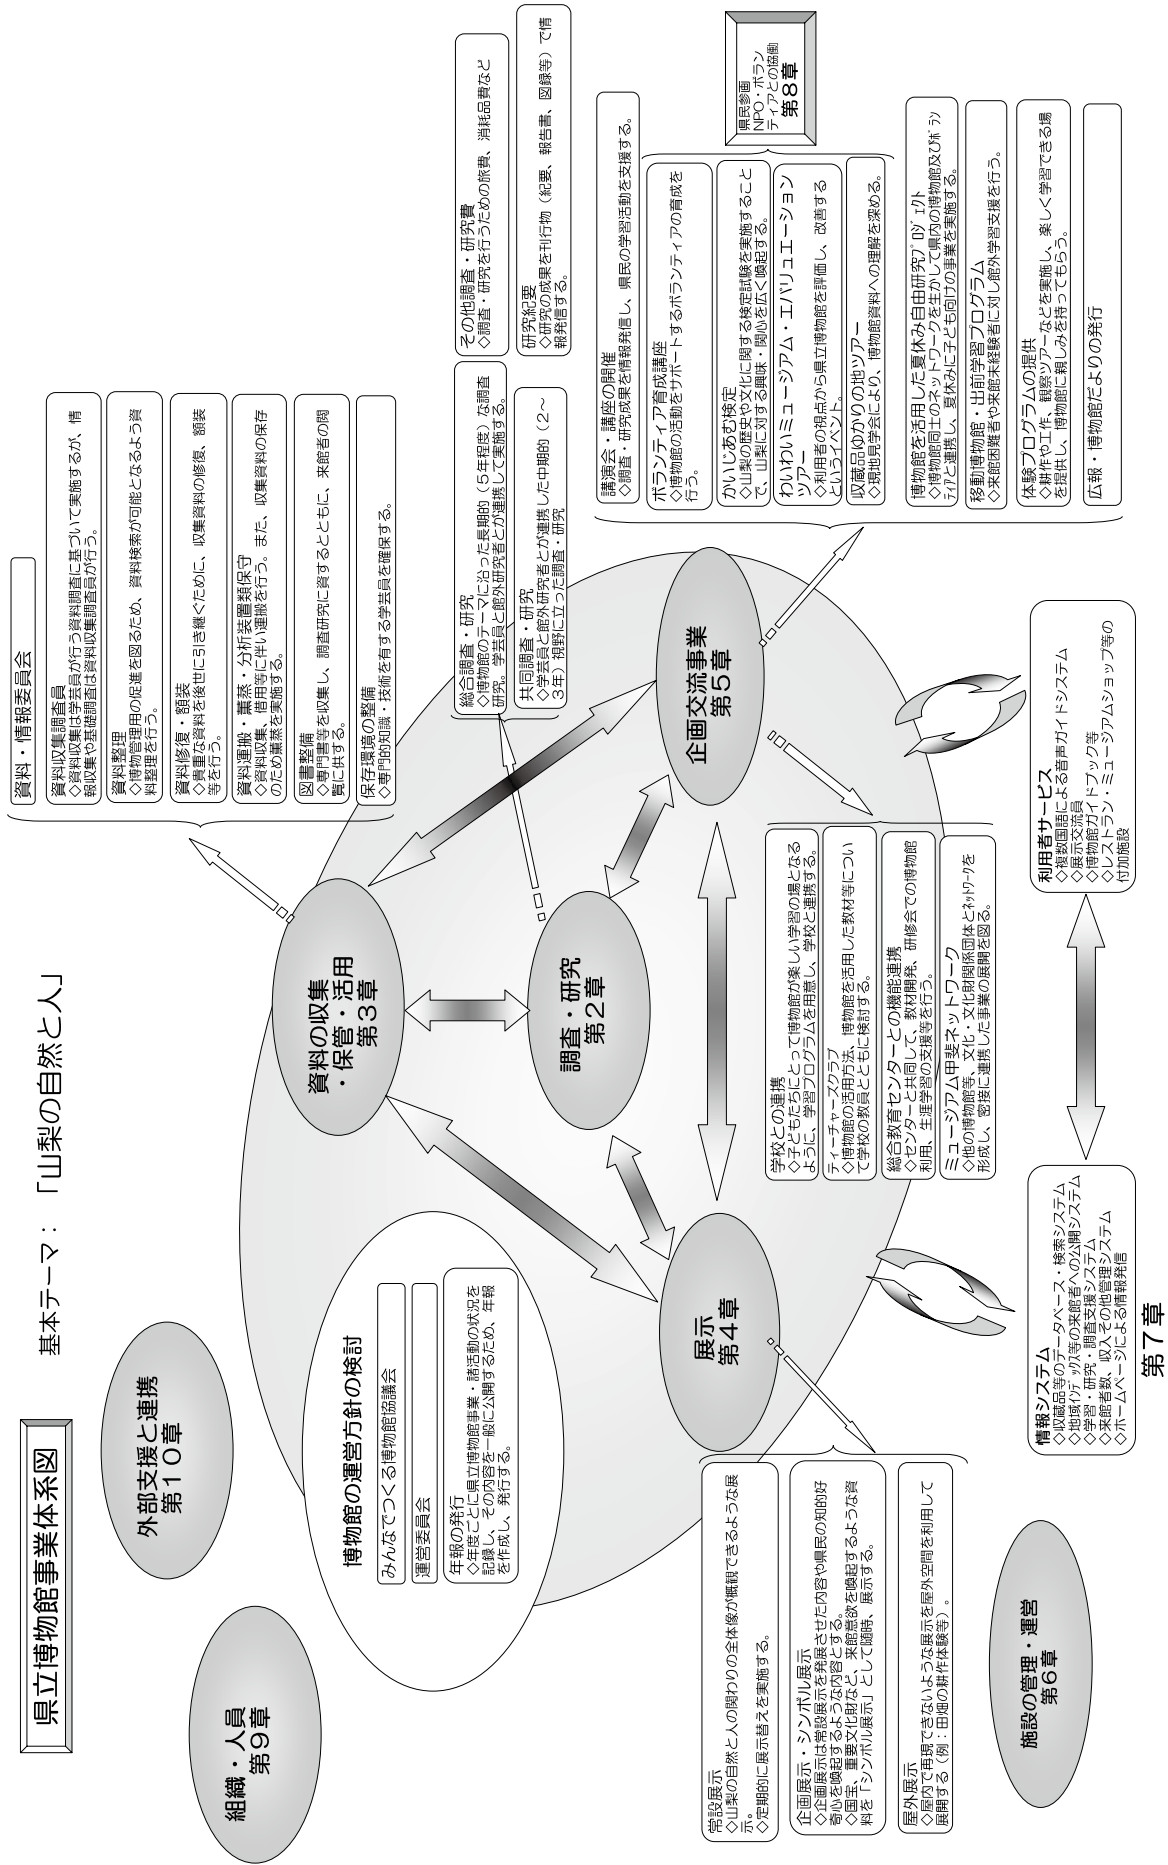 県立博物館事業体系図
基本テーマ：「山梨の自然と人」
組織・人員
第9章
外部支援と連携
第10章
博物館の運営方針の検討
みんなでつくる博物館協議会
運営委員会
年報の発行
◇年度ごとに県立博物館事業・諸活動の状況を
記録し、その内容を一般に公開するため、年報
を作成し、発行する。
資料の収集
・保管・活用
第3章
資料・情報委員会
資料収集調査員
◇資料収集は学芸員が行う資料調査に基づいて実施するが、情
報収集や基礎調査は資料収集調査員が行う。
資料整理
◇博物管理用の促進を図るため、資料検索が可能となるよう資
料整理を行う。
資料修復・額装
◇貴重な資料を後世に引き継ぐために、収集資料の修復、額装
等を行う。
資料運搬・薫蒸・分析装置類保守
◇資料収集、借用等に伴い運搬を行う。また、収集資料の保存
のため薫蒸を実施する。
図書整備
◇専門書等を収集し、調査研究に資するとともに、来館者の閲
覧に供する。
保存環境の整備
◇専門的知識・技術を有する学芸員を確保する。
調査・研究
第2章
総合調査・研究
◇博物館のテーマに沿った長期的（5年程度）な調査
研究。学芸員と館外研究者とが連携して実施する。
共同調査・研究
◇学芸員と館外研究者とが連携した中期的（2～
3年）視野に立った調査・研究
その他調査・研究費
◇調査・研究を行うための旅費、消耗品費など
研究紀要
◇研究の成果を刊行物（紀要、報告書、図録等）で情
報発信する。
企画交流事業
第5章
講演会・講座の開催
◇調査・研究成果を情報発信し、県民の学習活動を支援する。
ボランティア育成講座
◇博物館の活動をサポートするボランティアの育成を
行う。
かいじあむ検定
◇山梨の歴史や文化に関する検定試験を実施すること
で、山梨に対する興味・関心を広く喚起する。
わいわいミュージアム・エバリュエーション
ツアー
◇利用者の視点から県立博物館を評価し、改善する
というイベント。
収蔵品ゆかりの地ツアー
◇現地見学会により、博物館資料への理解を深める。
県民参画
NPO・ボラン
ティアとの協働
第8章
博物館を活用した夏休み自由研究ﾌﾟﾛｼﾞｪｸﾄ
◇博物館同士のネットワークを生かして県内の博物館及びﾎﾞﾗﾝ
ﾃｨｱと連携し、夏休みに子ども向けの事業を実施する。
移動博物館・出前学習プログラム
◇来館困難者や来館未経験者に対し館外学習支援を行う。
体験プログラムの提供
◇耕作や工作、観察ツアーなどを実施し、楽しく学習できる場
を提供し、博物館に親しみを持ってもらう。
広報・博物館だよりの発行
学校との連携
◇子どもたちにとって博物館が楽しい学習の場となる
ように、学習プログラムを用意し、学校と連携する。
ティーチャーズクラブ
◇博物館の活用方法、博物館を活用した教材等につい
て学校の教員とともに検討する。
総合教育センターとの機能連携
◇センターと共同して、教材開発、研修会での博物館
利用、生涯学習の支援等を行う。
ミュージアム甲斐ネットワーク
◇他の博物館等、文化・文化財関係団体とﾈｯﾄﾜｰｸを
形成し、密接に連携した事業の展開を図る。
展示
第4章
常設展示
◇山梨の自然と人の関わりの全体像が概観できるような展
示。
◇定期的に展示替えを実施する。
企画展示・シンボル展示
◇企画展示は常設展示を発展させた内容や県民の知的好
奇心を喚起するような内容とする。
◇国宝、重要文化財など、来館意欲を喚起するような資
料を「シンボル展示」として随時、展示する。
屋外展示
◇屋内で再現できないような展示を屋外空間を利用して
展開する（例：田畑の耕作体験等）。
施設の管理・運営
第6章
情報システム
◇収蔵品等のデータベース・検索システム
◇地域ｲﾝﾃﾞｯｸｽ等の来館者への公開システム
◇学習・研究・調査支援システム
◇来館者数、収入その他管理システム
◇ホームページによる情報発信
利用者サービス
◇複数国語による音声ガイドシステム
◇展示交流員
◇博物館ガイドブック等
◇レストラン・ミュージアムショップ等の
付加施設
第7章